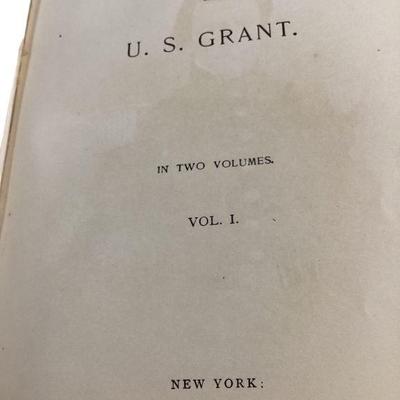 U. S. GRANT.
IN TWO VOLUMES.
VOL. I.
NEW YORK: